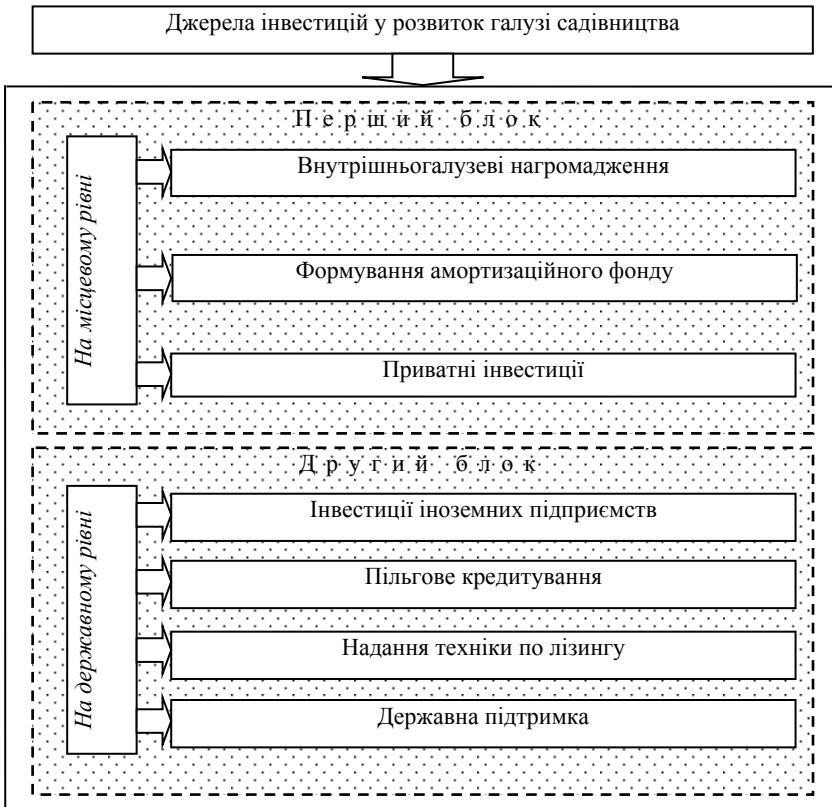 Джерела інвестицій у розвиток галузі садівництва
Перший блок
На місцевому рівні
Внутрішньогалузеві нагромадження
Формування амортизаційного фонду
Приватні інвестиції
Другий блок
На державному рівні
Інвестиції іноземних підприємств
Пільгове кредитування
Надання техніки по лізингу
Державна підтримка